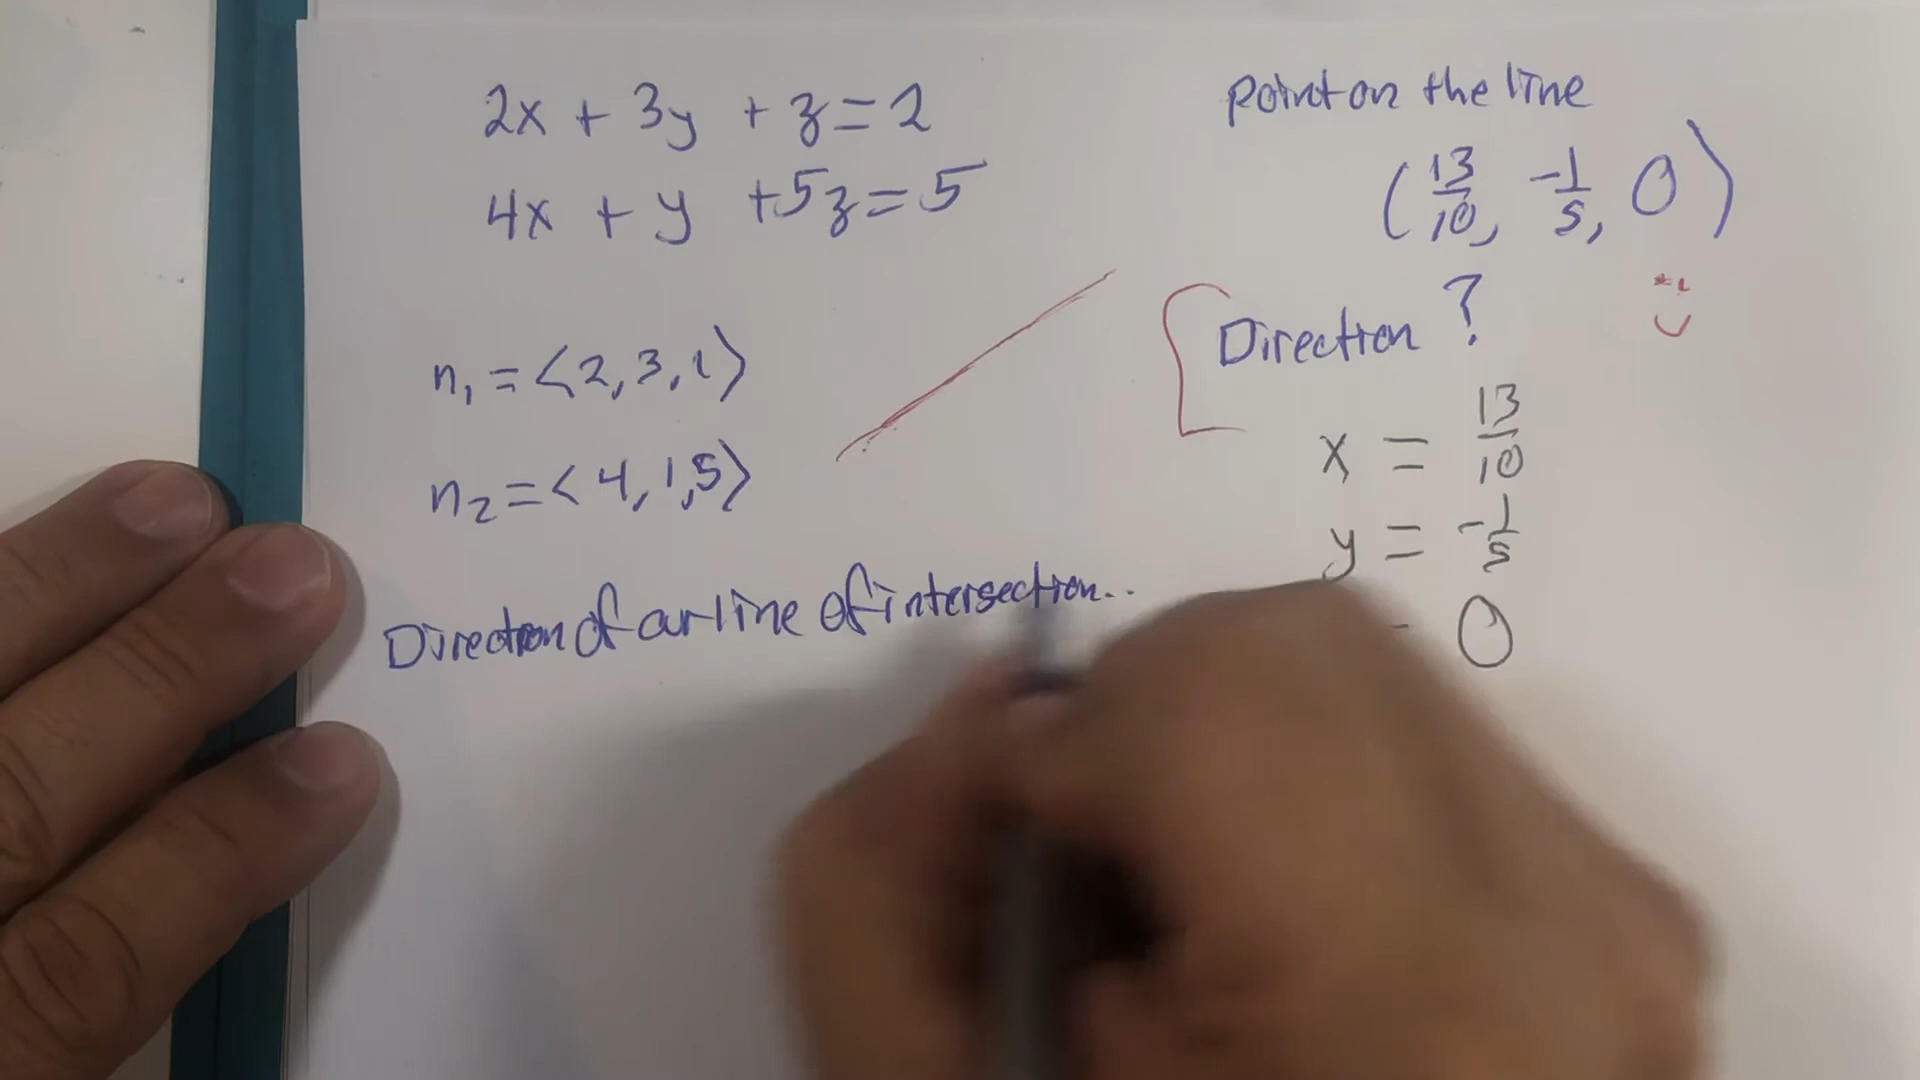 2x + 3y + z = 2
4x + y + 5z = 5
n₁ = ⟨2, 3, 1⟩
n₂ = ⟨4, 1, 5⟩
Direction of our line of intersection..
Point on the line
(13/10, -1/5, 0)
Direction ?
x = 13/10
y = -1/5
0